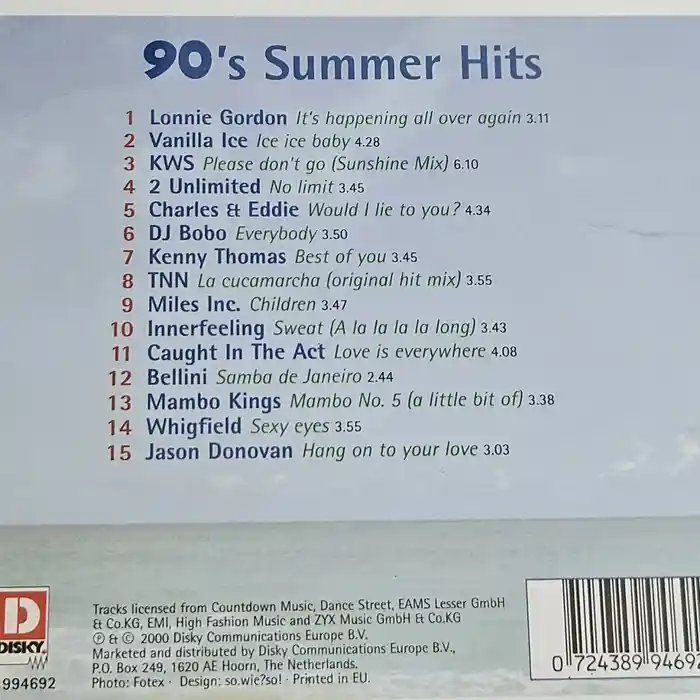 90's Summer Hits
1 Lonnie Gordon It's happening all over again 3.11
2 Vanilla Ice Ice ice baby 4.28
3 KWS Please don't go (Sunshine Mix) 6.10
4 2 Unlimited No limit 3.45
5 Charles & Eddie Would I lie to you? 4.34
6 DJ Bobo Everybody 3.50
7 Kenny Thomas Best of you 3.45
8 TNN La cucamarcha (original hit mix) 3.55
9 Miles Inc. Children 3.47
10 Innerfeeling Sweat (A la la la la long) 3.43
11 Caught In The Act Love is everywhere 4.08
12 Bellini Samba de Janeiro 2.44
13 Mambo Kings Mambo No. 5 (a little bit of) 3.38
14 Whigfield Sexy eyes 3.55
15 Jason Donovan Hang on to your love 3.03
D
DISKY.
994692
Tracks licensed from Countdown Music, Dance Street, EAMS Lesser GmbH
& Co.KG, EMI, High Fashion Music and ZYX Music GmbH & Co.KG
℗ & © 2000 Disky Communications Europe B.V.
Marketed and distributed by Disky Communications Europe B.V.,
P.O. Box 249, 1620 AE Hoorn, The Netherlands.
Photo: Fotex · Design: so.wie?so! · Printed in EU.
0 724389 94692